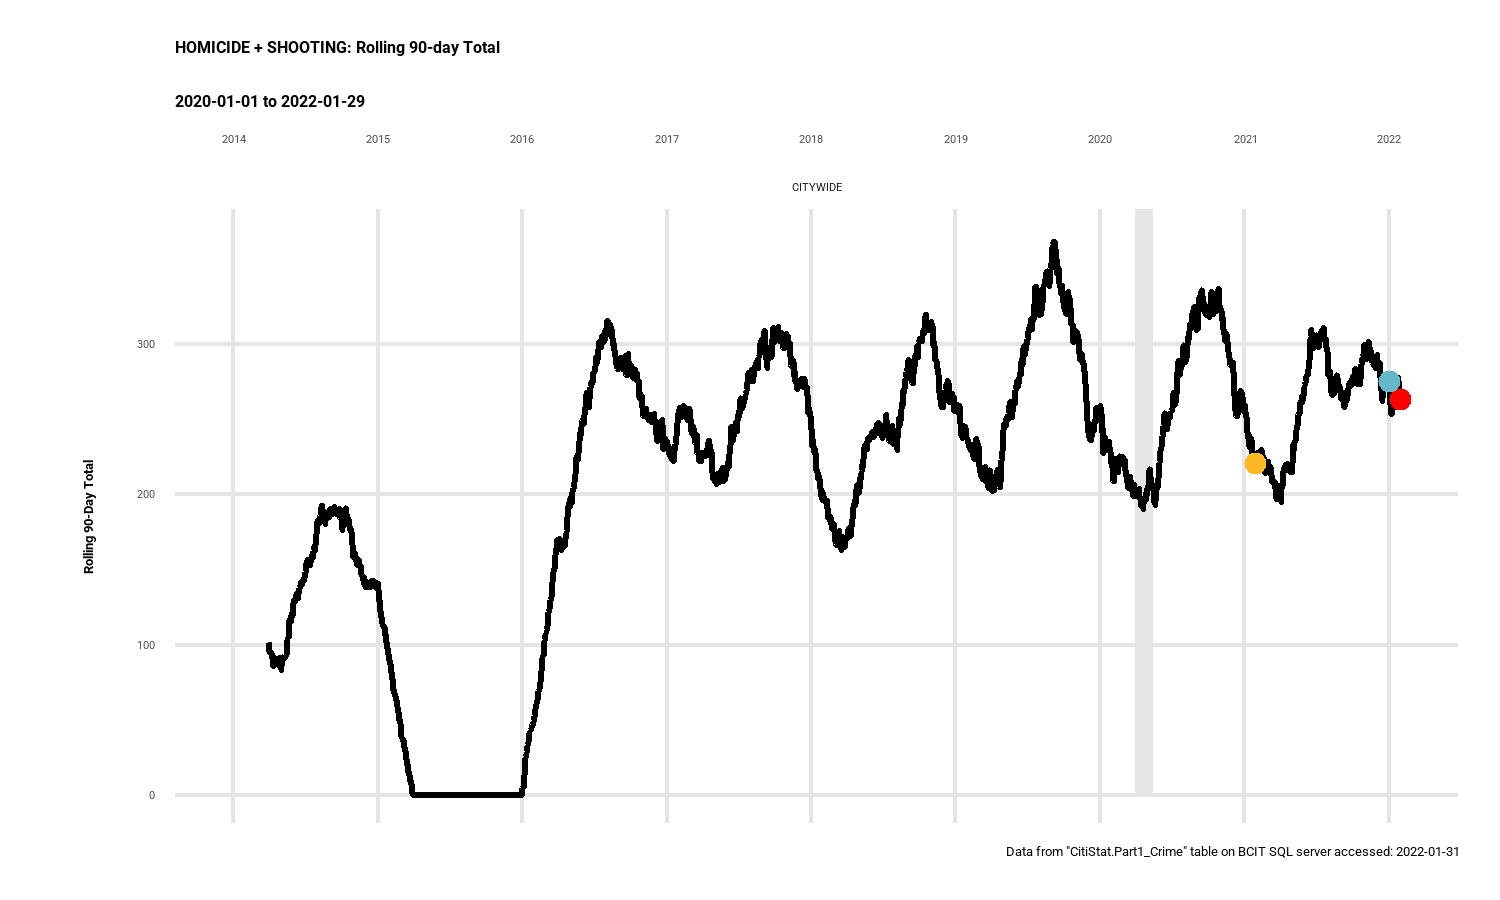 HOMICIDE + SHOOTING: Rolling 90-day Total
2020-01-01 to 2022-01-29
2014 2015 2016 2017 2018 2019 2020 2021 2022
CITYWIDE
300
200
100
0
Rolling 90-Day Total
Data from "CitiStat.Part1_Crime" table on BCIT SQL server accessed: 2022-01-31